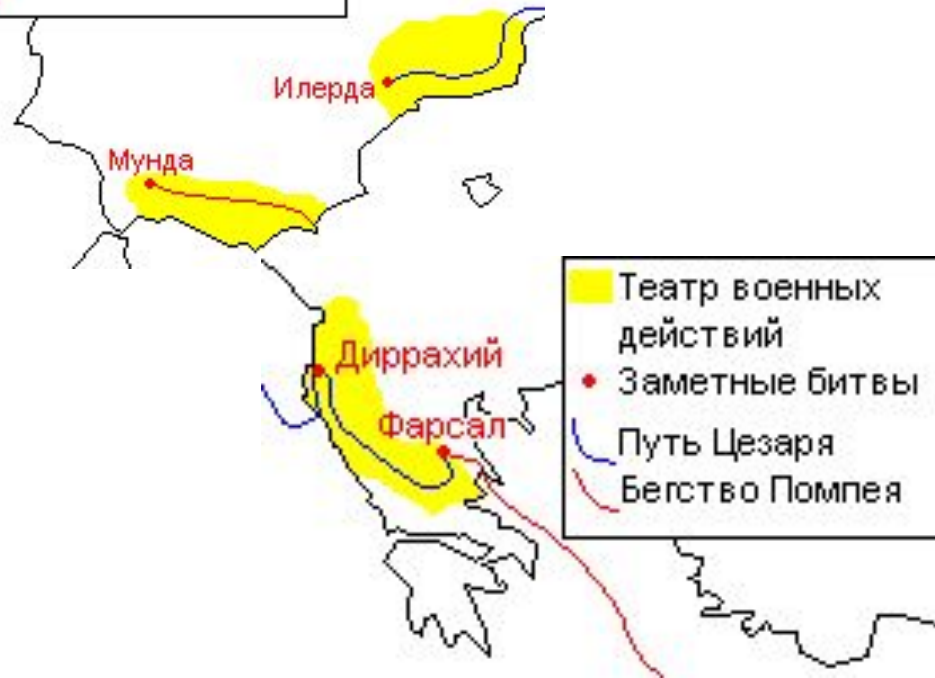 Илерда
Мунда
Диррахий
Фарсал
Театр военных
действий
Заметные битвы
Путь Цезаря
Бегство Помпея